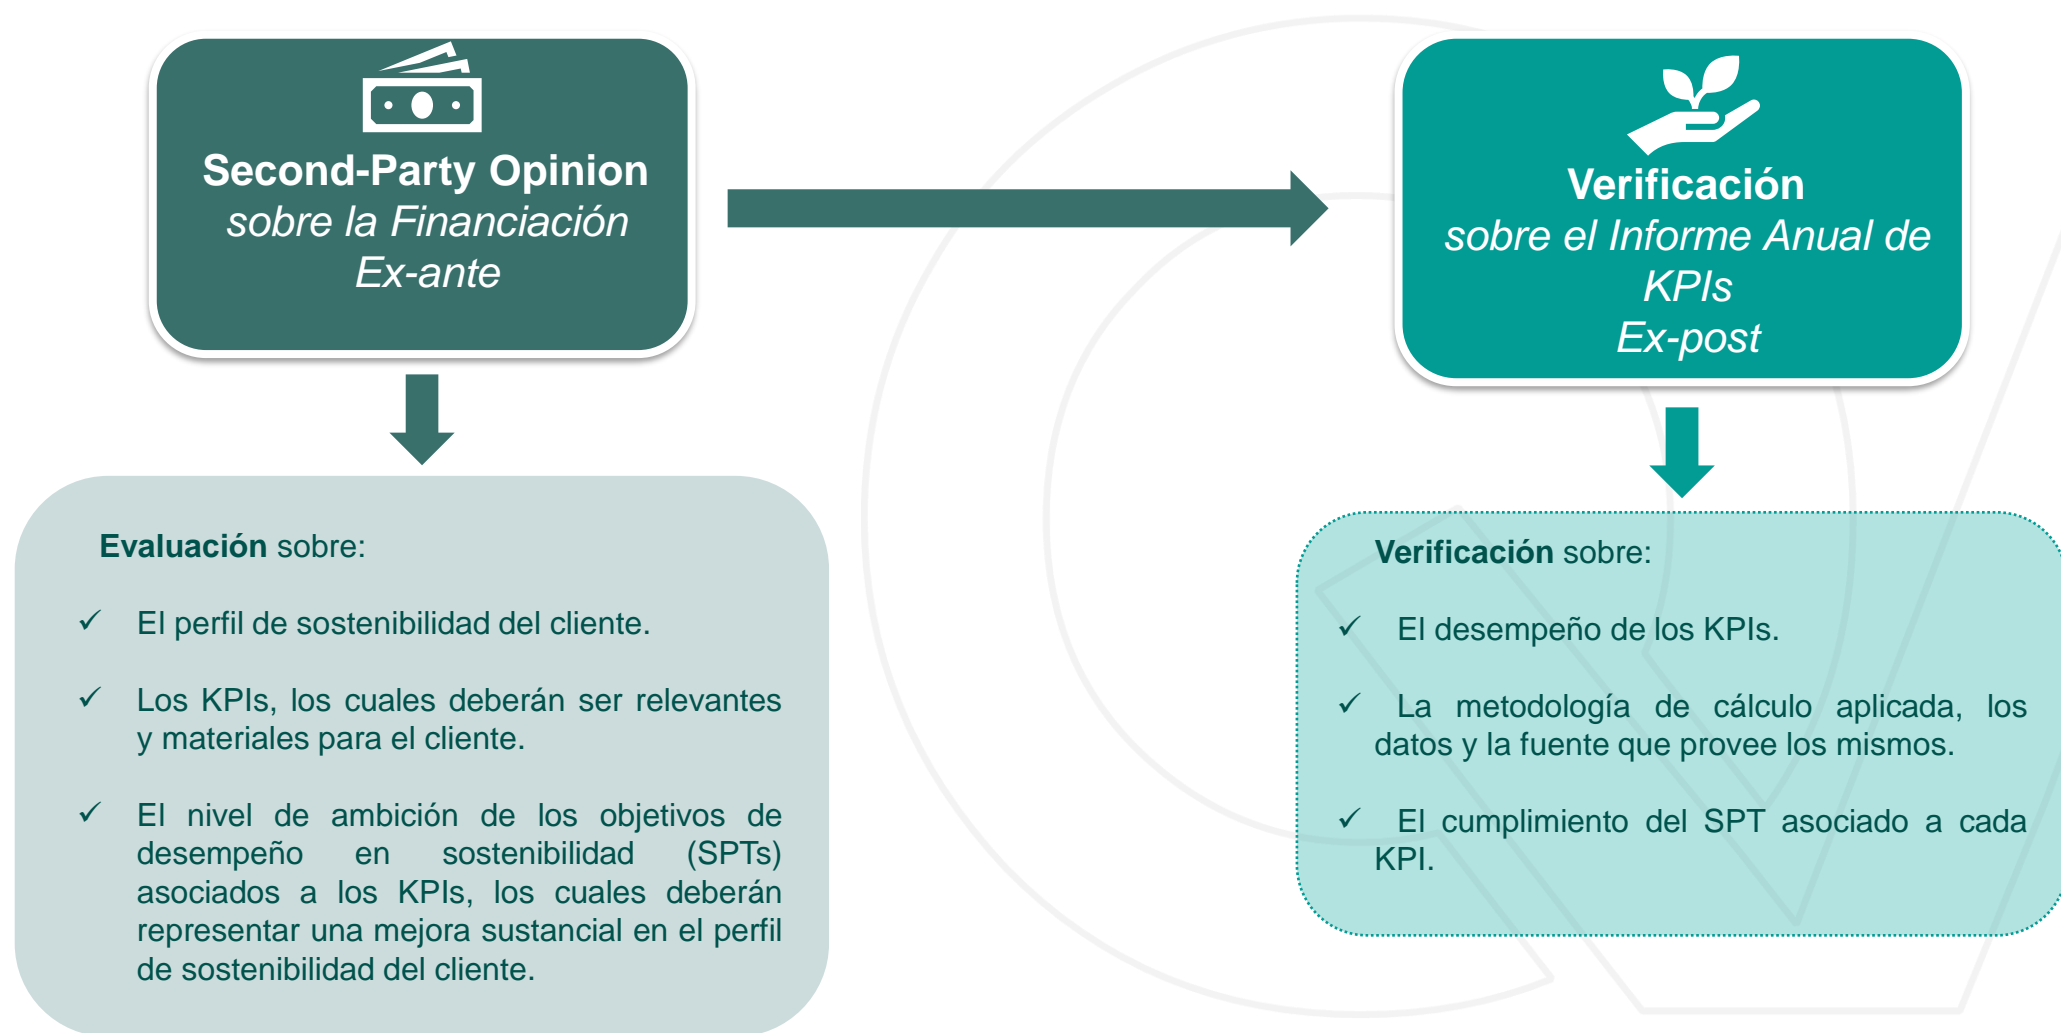 Second-Party Opinion
sobre la Financiación
Ex-ante
Verificación
sobre el Informe Anual de
KPIs
Ex-post
Evaluación sobre:
✓ El perfil de sostenibilidad del cliente.
✓ Los KPIs, los cuales deberán ser relevantes
y materiales para el cliente.
✓ El nivel de ambición de los objetivos de
desempeño en sostenibilidad (SPTs)
asociados a los KPIs, los cuales deberán
representar una mejora sustancial en el perfil
de sostenibilidad del cliente.
Verificación sobre:
✓ El desempeño de los KPIs.
✓ La metodología de cálculo aplicada, los
datos y la fuente que provee los mismos.
✓ El cumplimiento del SPT asociado a cada
KPI.